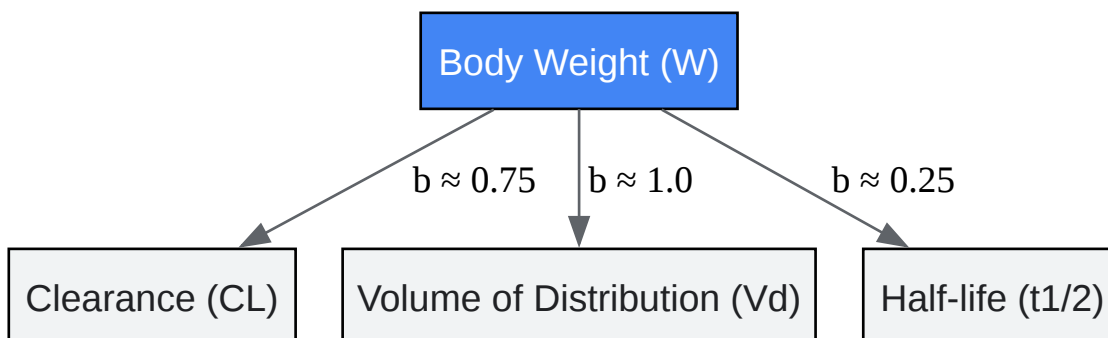 Body Weight (W)
b ≈ 0.75
b ≈ 1.0
b ≈ 0.25
Clearance (CL)
Volume of Distribution (Vd)
Half-life (t1/2)